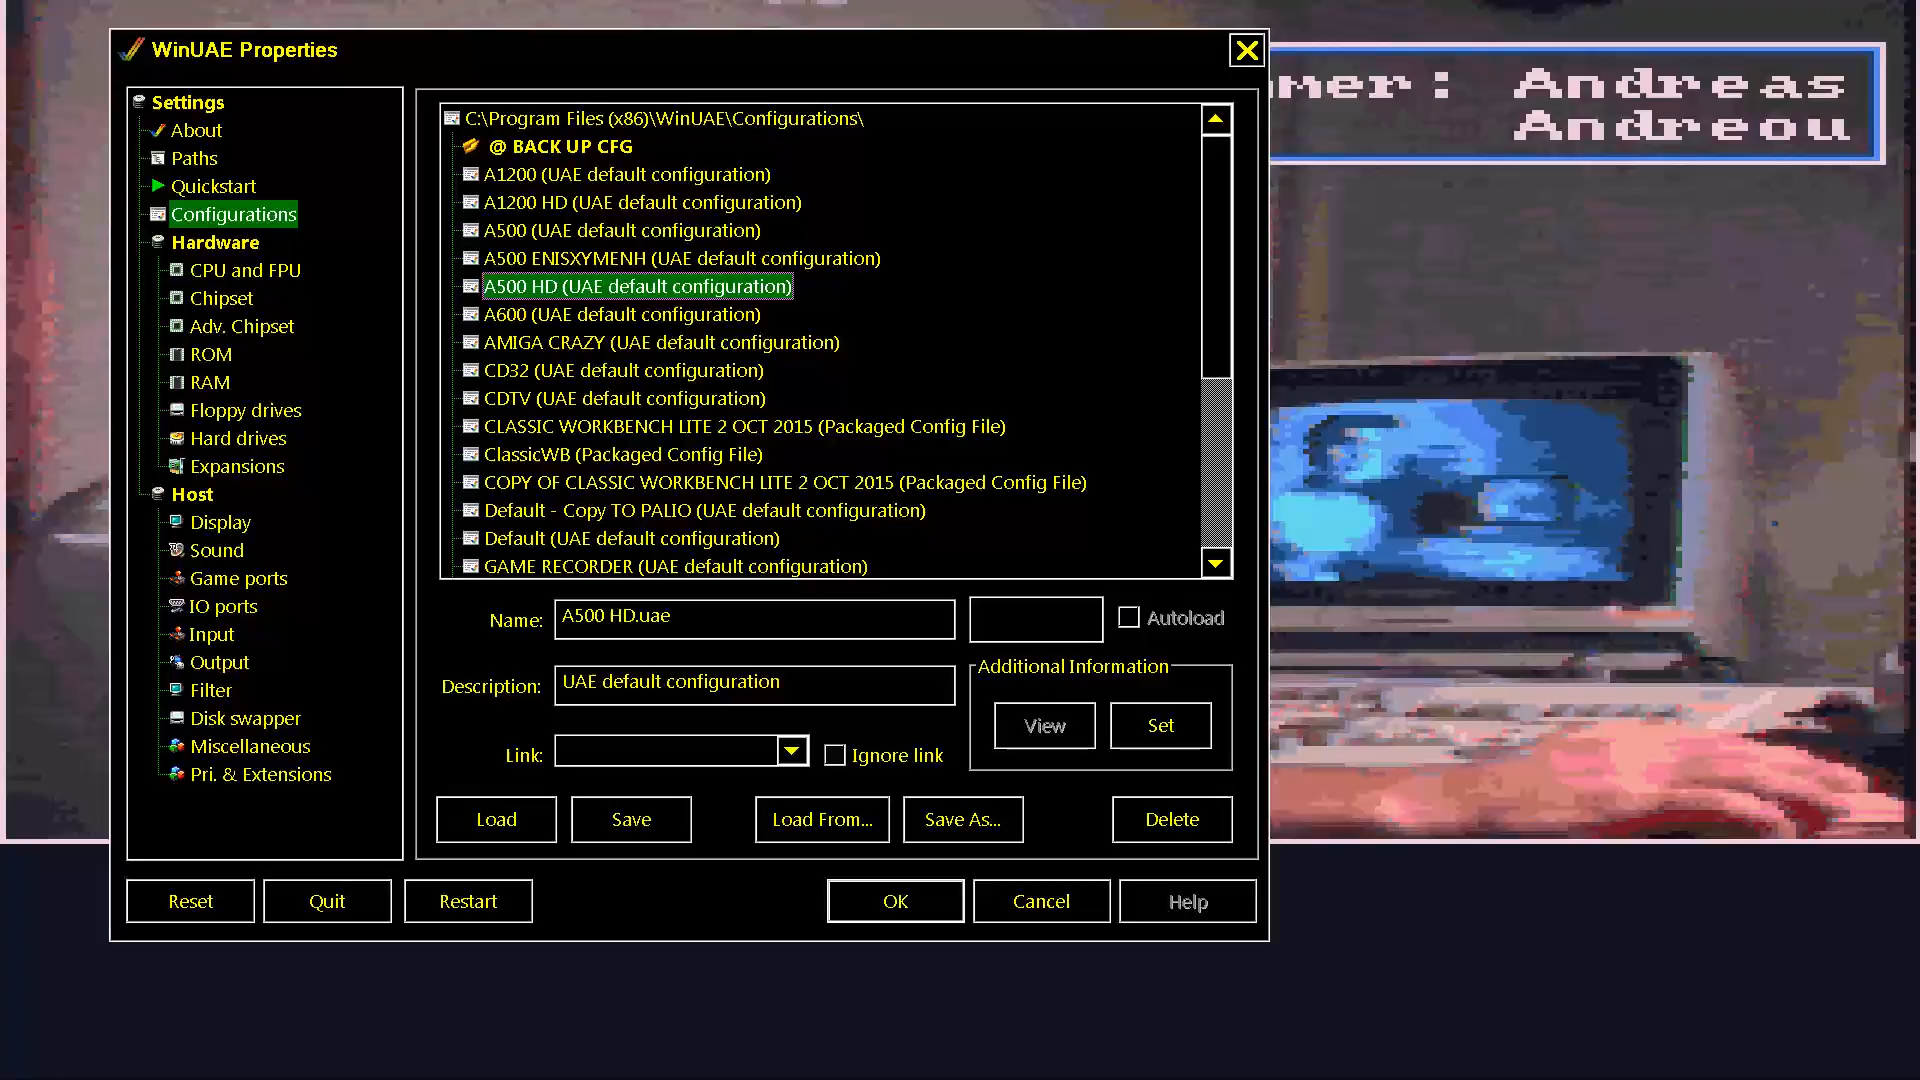 WinUAE Properties
mer: Andreas
Andreou
Settings
About
Paths
Quickstart
Configurations
Hardware
CPU and FPU
Chipset
Adv. Chipset
ROM
RAM
Floppy drives
Hard drives
Expansions
Host
Display
Sound
Game ports
IO ports
Input
Output
Filter
Disk swapper
Miscellaneous
Pri. & Extensions
C:\Program Files (x86)\WinUAE\Configurations\
@ BACK UP CFG
A1200 (UAE default configuration)
A1200 HD (UAE default configuration)
A500 (UAE default configuration)
A500 ENISXYMENH (UAE default configuration)
A500 HD (UAE default configuration)
A600 (UAE default configuration)
AMIGA CRAZY (UAE default configuration)
CD32 (UAE default configuration)
CDTV (UAE default configuration)
CLASSIC WORKBENCH LITE 2 OCT 2015 (Packaged Config File)
ClassicWB (Packaged Config File)
COPY OF CLASSIC WORKBENCH LITE 2 OCT 2015 (Packaged Config File)
Default - Copy TO PALIO (UAE default configuration)
Default (UAE default configuration)
GAME RECORDER (UAE default configuration)
Name: A500 HD.uae
Autoload
Description: UAE default configuration
Additional Information
View Set
Link:
Ignore link
Load Save Load From... Save As... Delete
Reset Quit Restart OK Cancel Help